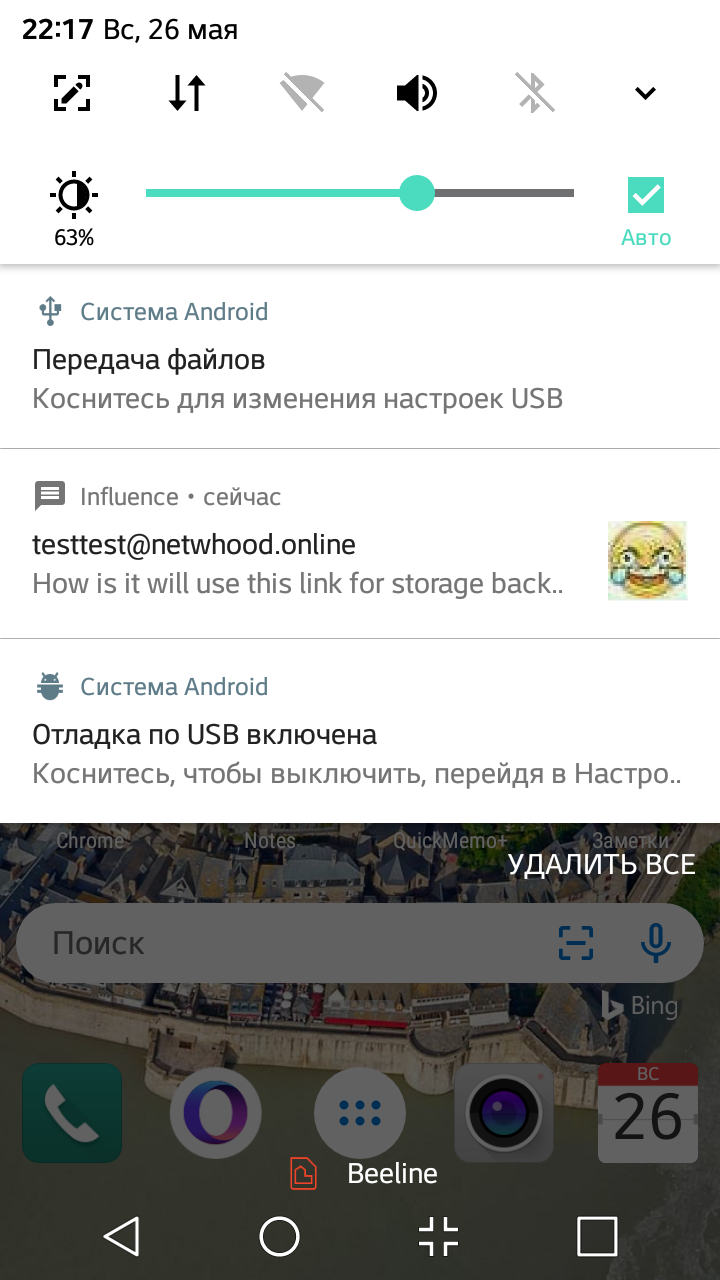 22:17 Вс, 26 мая
63%
Авто
Система Android
Передача файлов
Коснитесь для изменения настроек USB
Influence • сейчас
testtest@netwhood.online
How is it will use this link for storage back..
Система Android
Отладка по USB включена
Коснитесь, чтобы выключить, перейдя в Настро..
Chrome Notes QuickMemo+ Заметки
УДАЛИТЬ ВСЕ
Поиск
Bing
ВС
26
Beeline